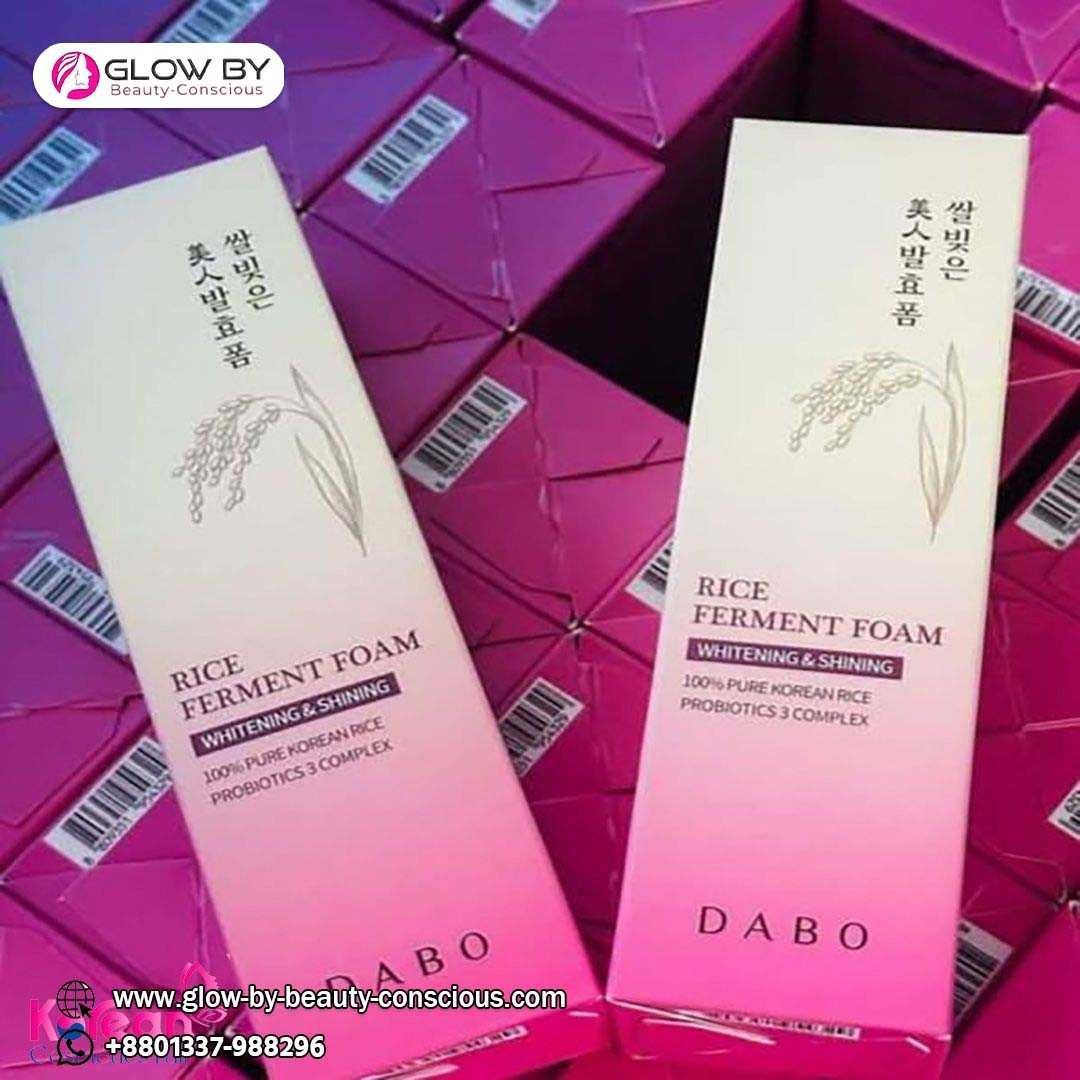 GLOW BY
Beauty-Conscious
쌀빚은
美人발효폼
RICE
FERMENT FOAM
WHITENING & SHINING
100% PURE KOREAN RICE
PROBIOTICS 3 COMPLEX
DABO
쌀빚은
美人발효폼
RICE
FERMENT FOAM
WHITENING & SHINING
100% PURE KOREAN RICE
PROBIOTICS 3 COMPLEX
DABO
www.glow-by-beauty-conscious.com
+8801337-988296